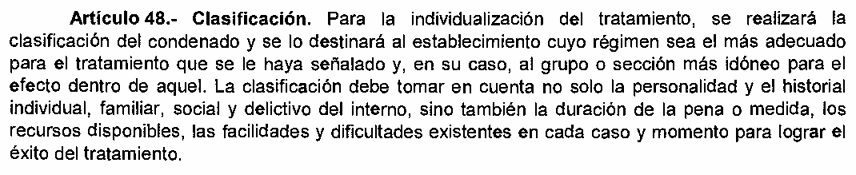 Artículo 48.- Clasificación. Para la individualización del tratamiento, se realizará la
clasificación del condenado y se lo destinará al establecimiento cuyo régimen sea el más adecuado
para el tratamiento que se le haya señalado y, en su caso, al grupo o sección más idóneo para el
efecto dentro de aquel. La clasificación debe tomar en cuenta no solo la personalidad y el historial
individual, familiar, social y delictivo del interno, sino también la duración de la pena o medida, los
recursos disponibles, las facilidades y dificultades existentes en cada caso y momento para lograr el
éxito del tratamiento.